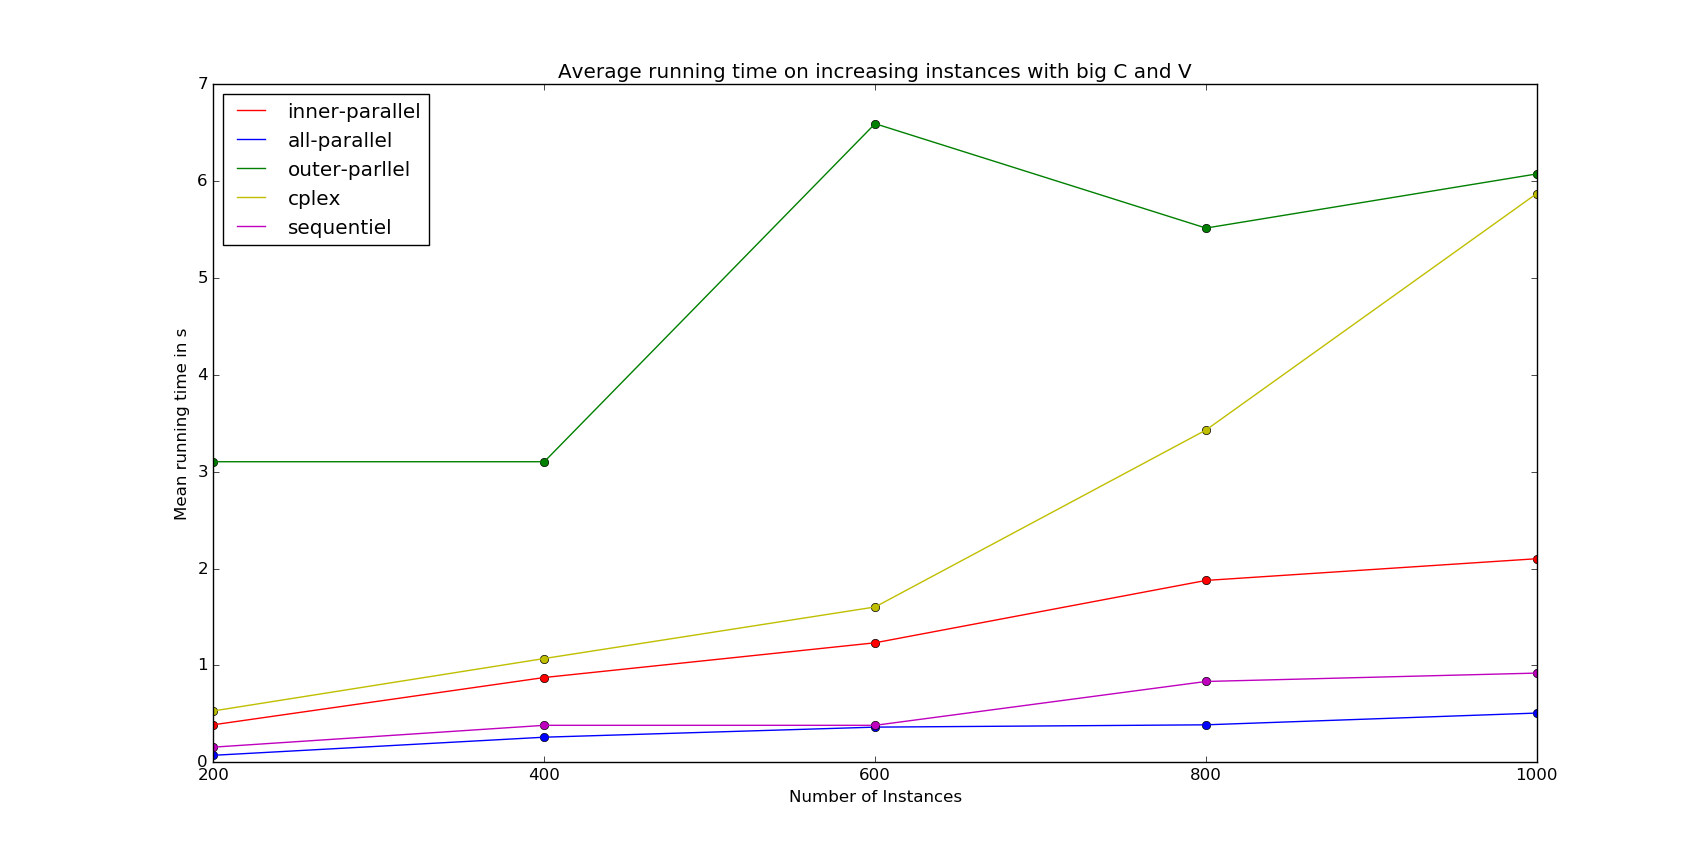 Average running time on increasing instances with big C and V
7
6
5
4
3
2
1
0
Mean running time in s
inner-parallel
all-parallel
outer-parllel
cplex
sequentiel
200 400 600 800 1000
Number of Instances